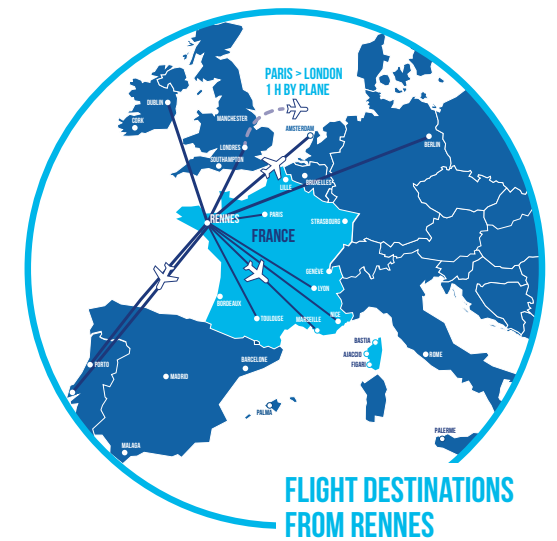 PARIS > LONDON
1 H BY PLANE
DUBLIN
CORK
MANCHESTER
AMSTERDAM
LONDRES
SOUTHAMPTON
BERLIN
LILLE
BRUXELLES
RENNES
PARIS
STRASBOURG
FRANCE
GENÈVE
LYON
BORDEAUX
TOULOUSE
MARSEILLE
NICE
BASTIA
AJACCIO
FIGARI
ROME
PORTO
MADRID
BARCELONE
PALMA
MALAGA
PALERME
FLIGHT DESTINATIONS
FROM RENNES